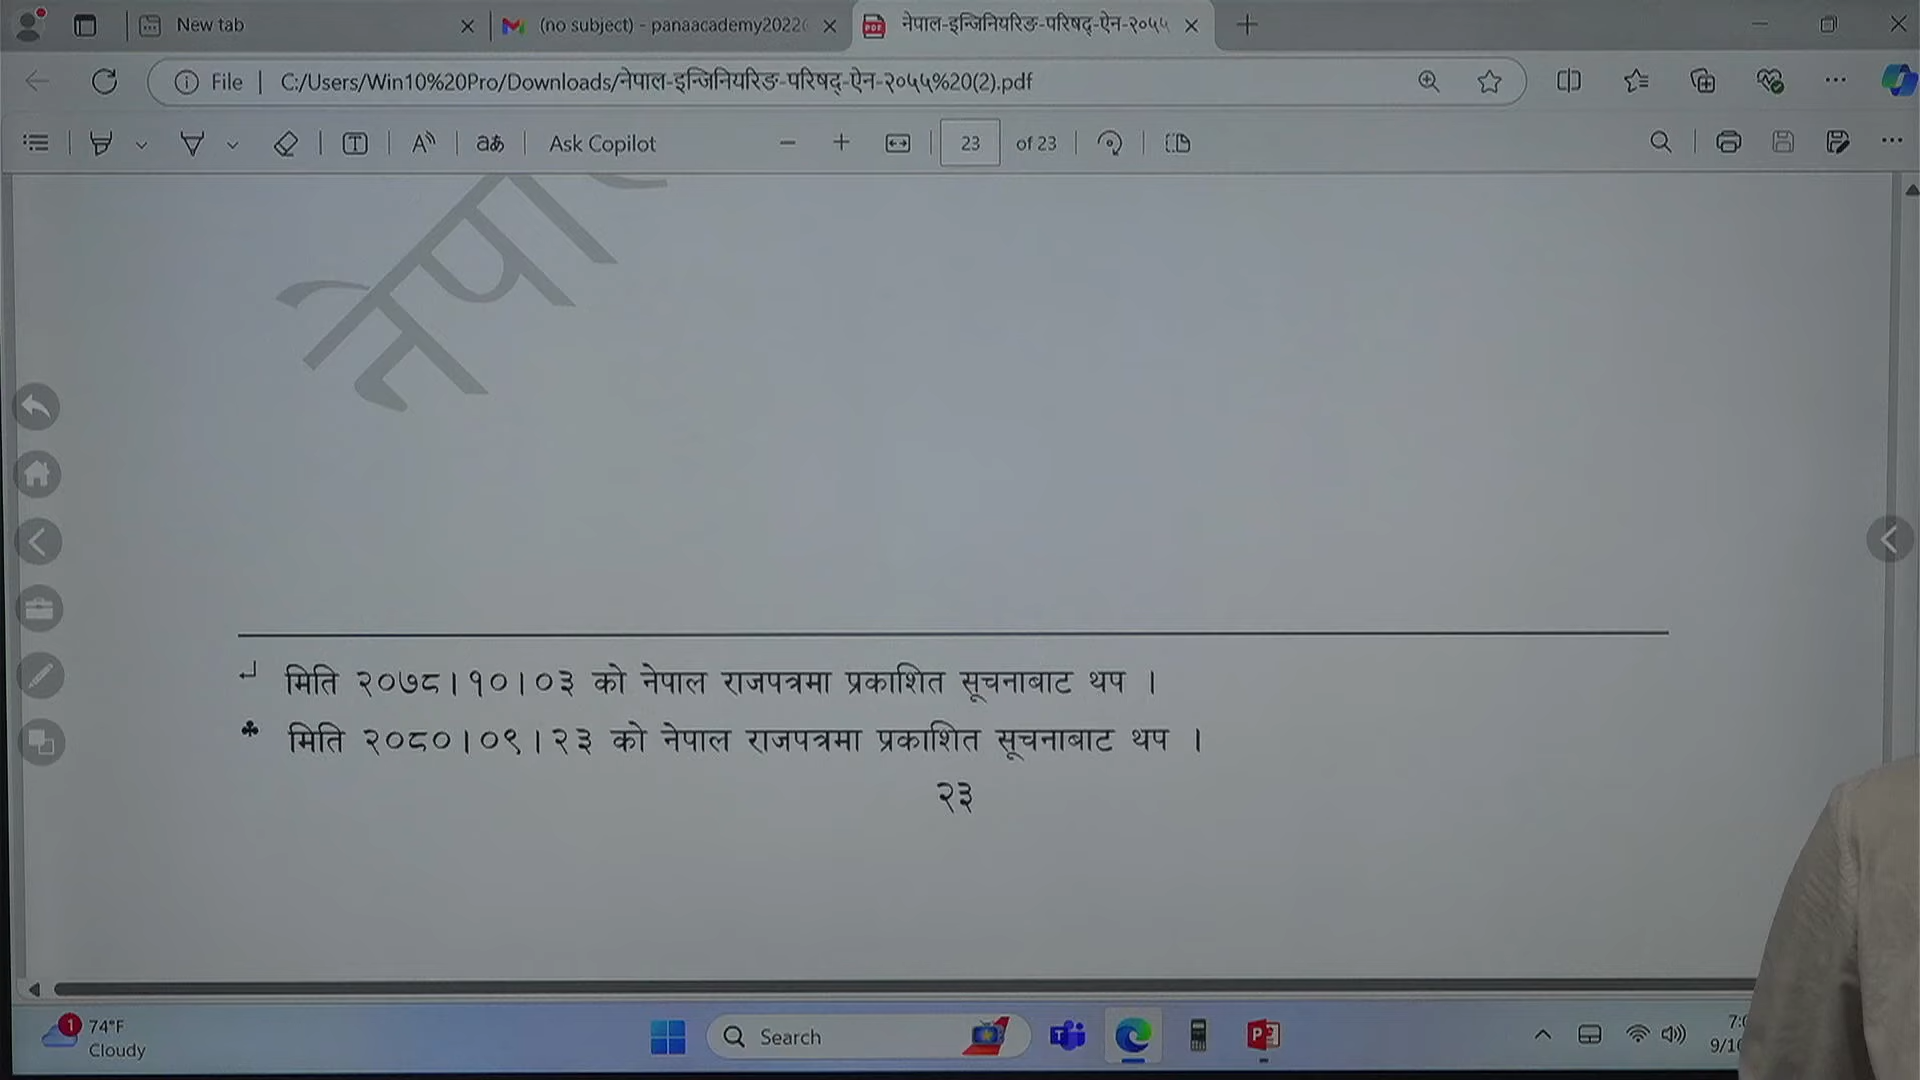 New tab
(no subject) - panaacademy2022
नेपाल-इन्जिनियरिङ-परिषद्-ऐन-२०५५
File
C:/Users/Win10%20Pro/Downloads/नेपाल-इन्जिनियरिङ-परिषद्-ऐन-२०५५%20(2).pdf
Ask Copilot
23
of 23
नेपा
मिति २०७८।१०।०३ को नेपाल राजपत्रमा प्रकाशित सूचनाबाट थप ।
♣ मिति २०८०।०९।२३ को नेपाल राजपत्रमा प्रकाशित सूचनाबाट थप ।
२३
1
74°F
Cloudy
Search